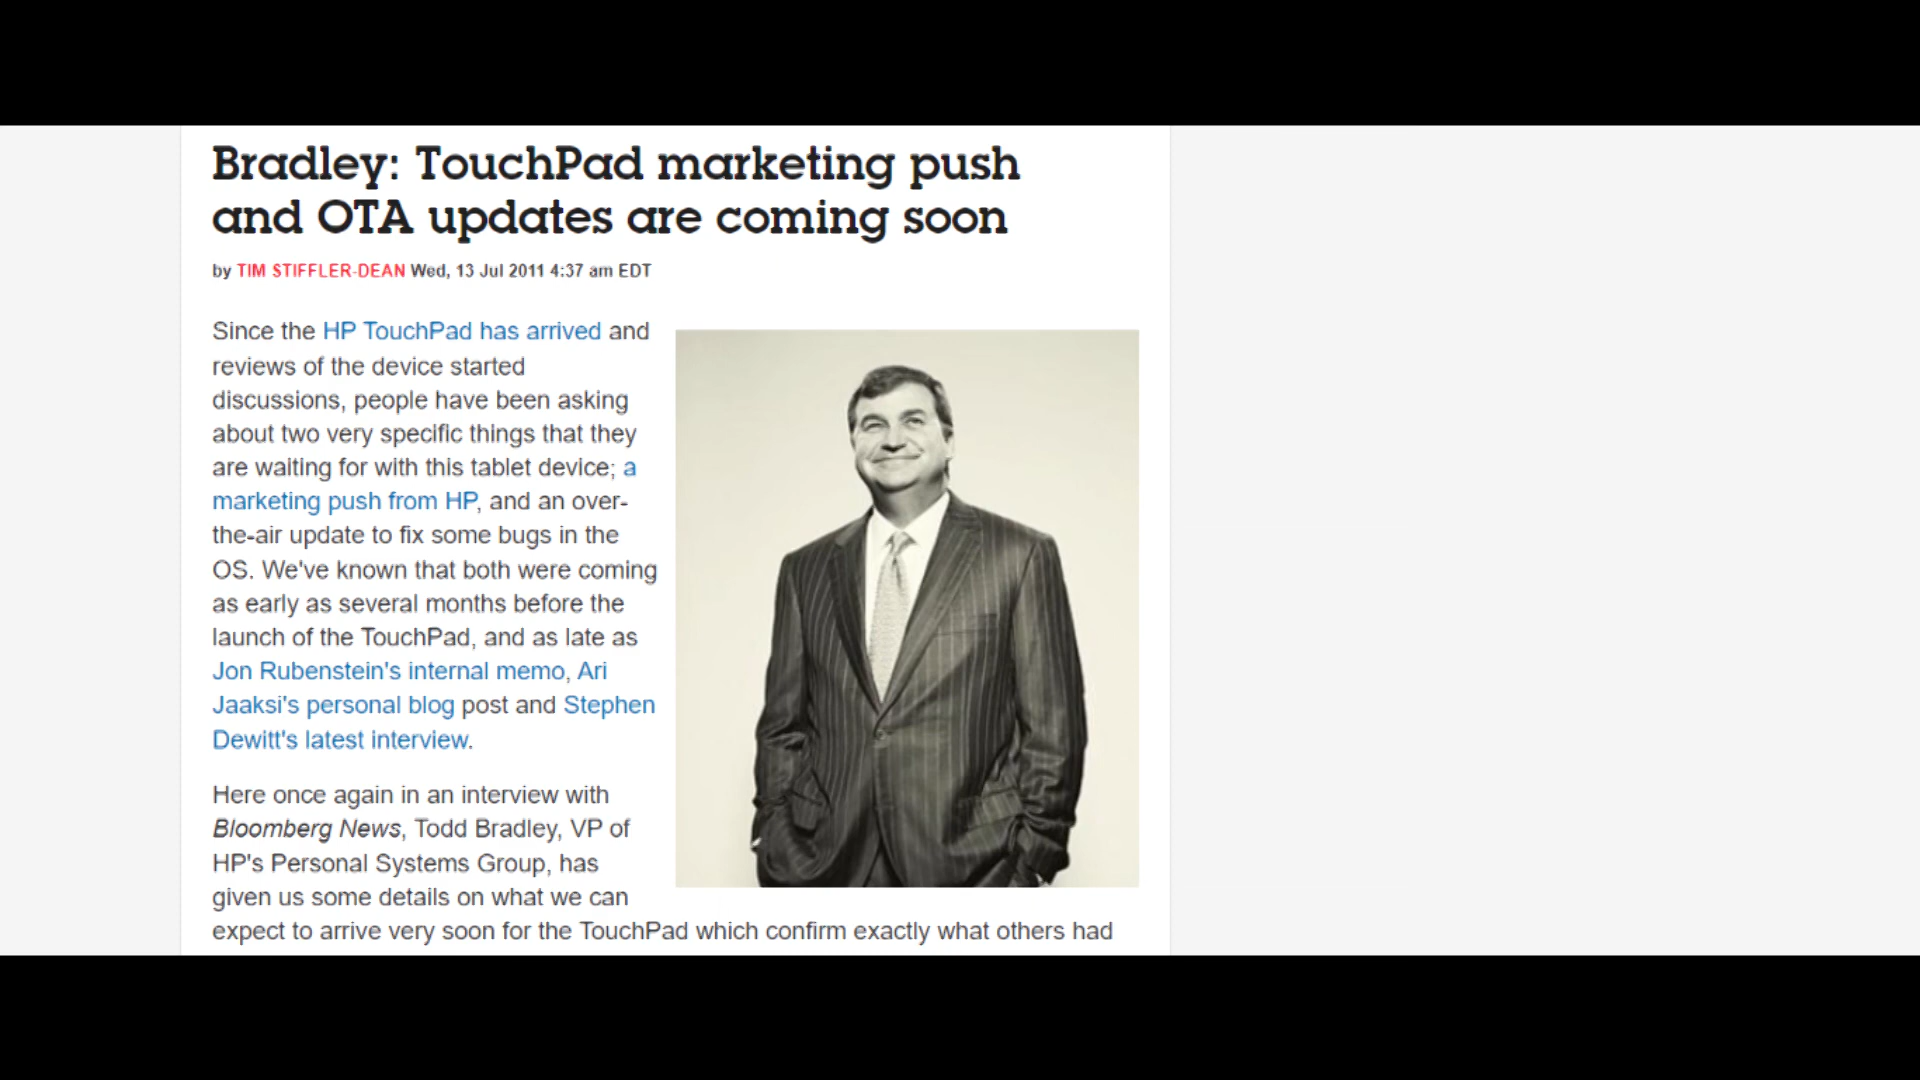 Bradley: TouchPad marketing push
and OTA updates are coming soon
by TIM STIFFLER-DEAN Wed, 13 Jul 2011 4:37 am EDT
Since the HP TouchPad has arrived and
reviews of the device started
discussions, people have been asking
about two very specific things that they
are waiting for with this tablet device; a
marketing push from HP, and an over-
the-air update to fix some bugs in the
OS. We've known that both were coming
as early as several months before the
launch of the TouchPad, and as late as
Jon Rubenstein's internal memo, Ari
Jaaksi's personal blog post and Stephen
Dewitt's latest interview.
Here once again in an interview with
Bloomberg News, Todd Bradley, VP of
HP's Personal Systems Group, has
given us some details on what we can
expect to arrive very soon for the TouchPad which confirm exactly what others had